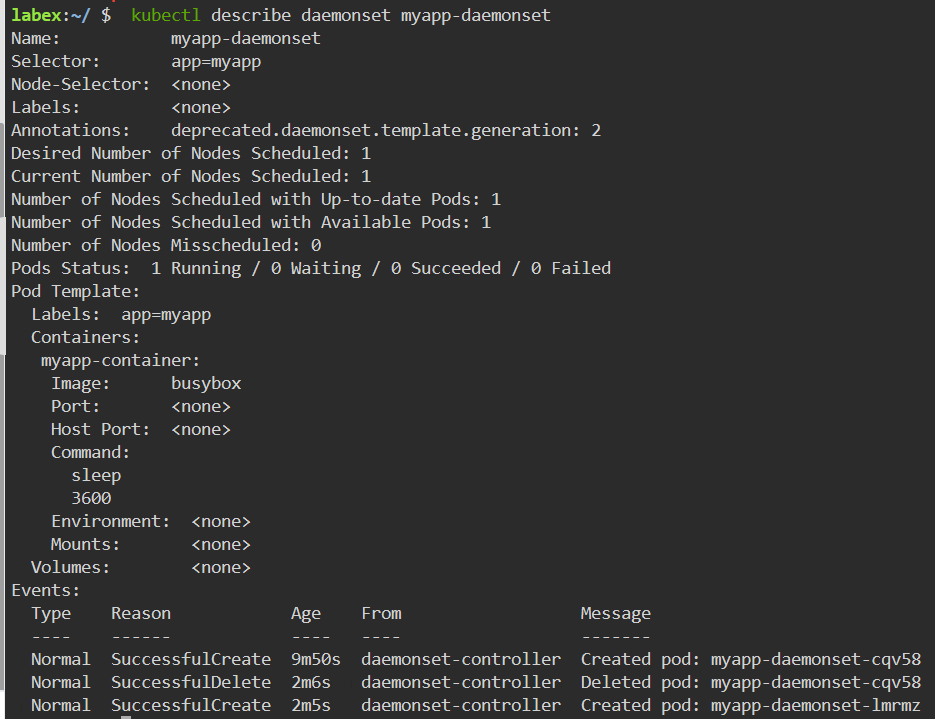 labex:~/ $  kubectl describe daemonset myapp-daemonset
Name:           myapp-daemonset
Selector:       app=myapp
Node-Selector:  <none>
Labels:         <none>
Annotations:    deprecated.daemonset.template.generation: 2
Desired Number of Nodes Scheduled: 1
Current Number of Nodes Scheduled: 1
Number of Nodes Scheduled with Up-to-date Pods: 1
Number of Nodes Scheduled with Available Pods: 1
Number of Nodes Misscheduled: 0
Pods Status:  1 Running / 0 Waiting / 0 Succeeded / 0 Failed
Pod Template:
  Labels:  app=myapp
  Containers:
   myapp-container:
    Image:      busybox
    Port:       <none>
    Host Port:  <none>
    Command:
      sleep
      3600
    Environment:  <none>
    Mounts:       <none>
  Volumes:        <none>
Events:
  Type    Reason            Age    From                  Message
  ----    ------            ----   ----                  -------
  Normal  SuccessfulCreate  9m50s  daemonset-controller  Created pod: myapp-daemonset-cqv58
  Normal  SuccessfulDelete  2m6s   daemonset-controller  Deleted pod: myapp-daemonset-cqv58
  Normal  SuccessfulCreate  2m5s   daemonset-controller  Created pod: myapp-daemonset-lmrmz